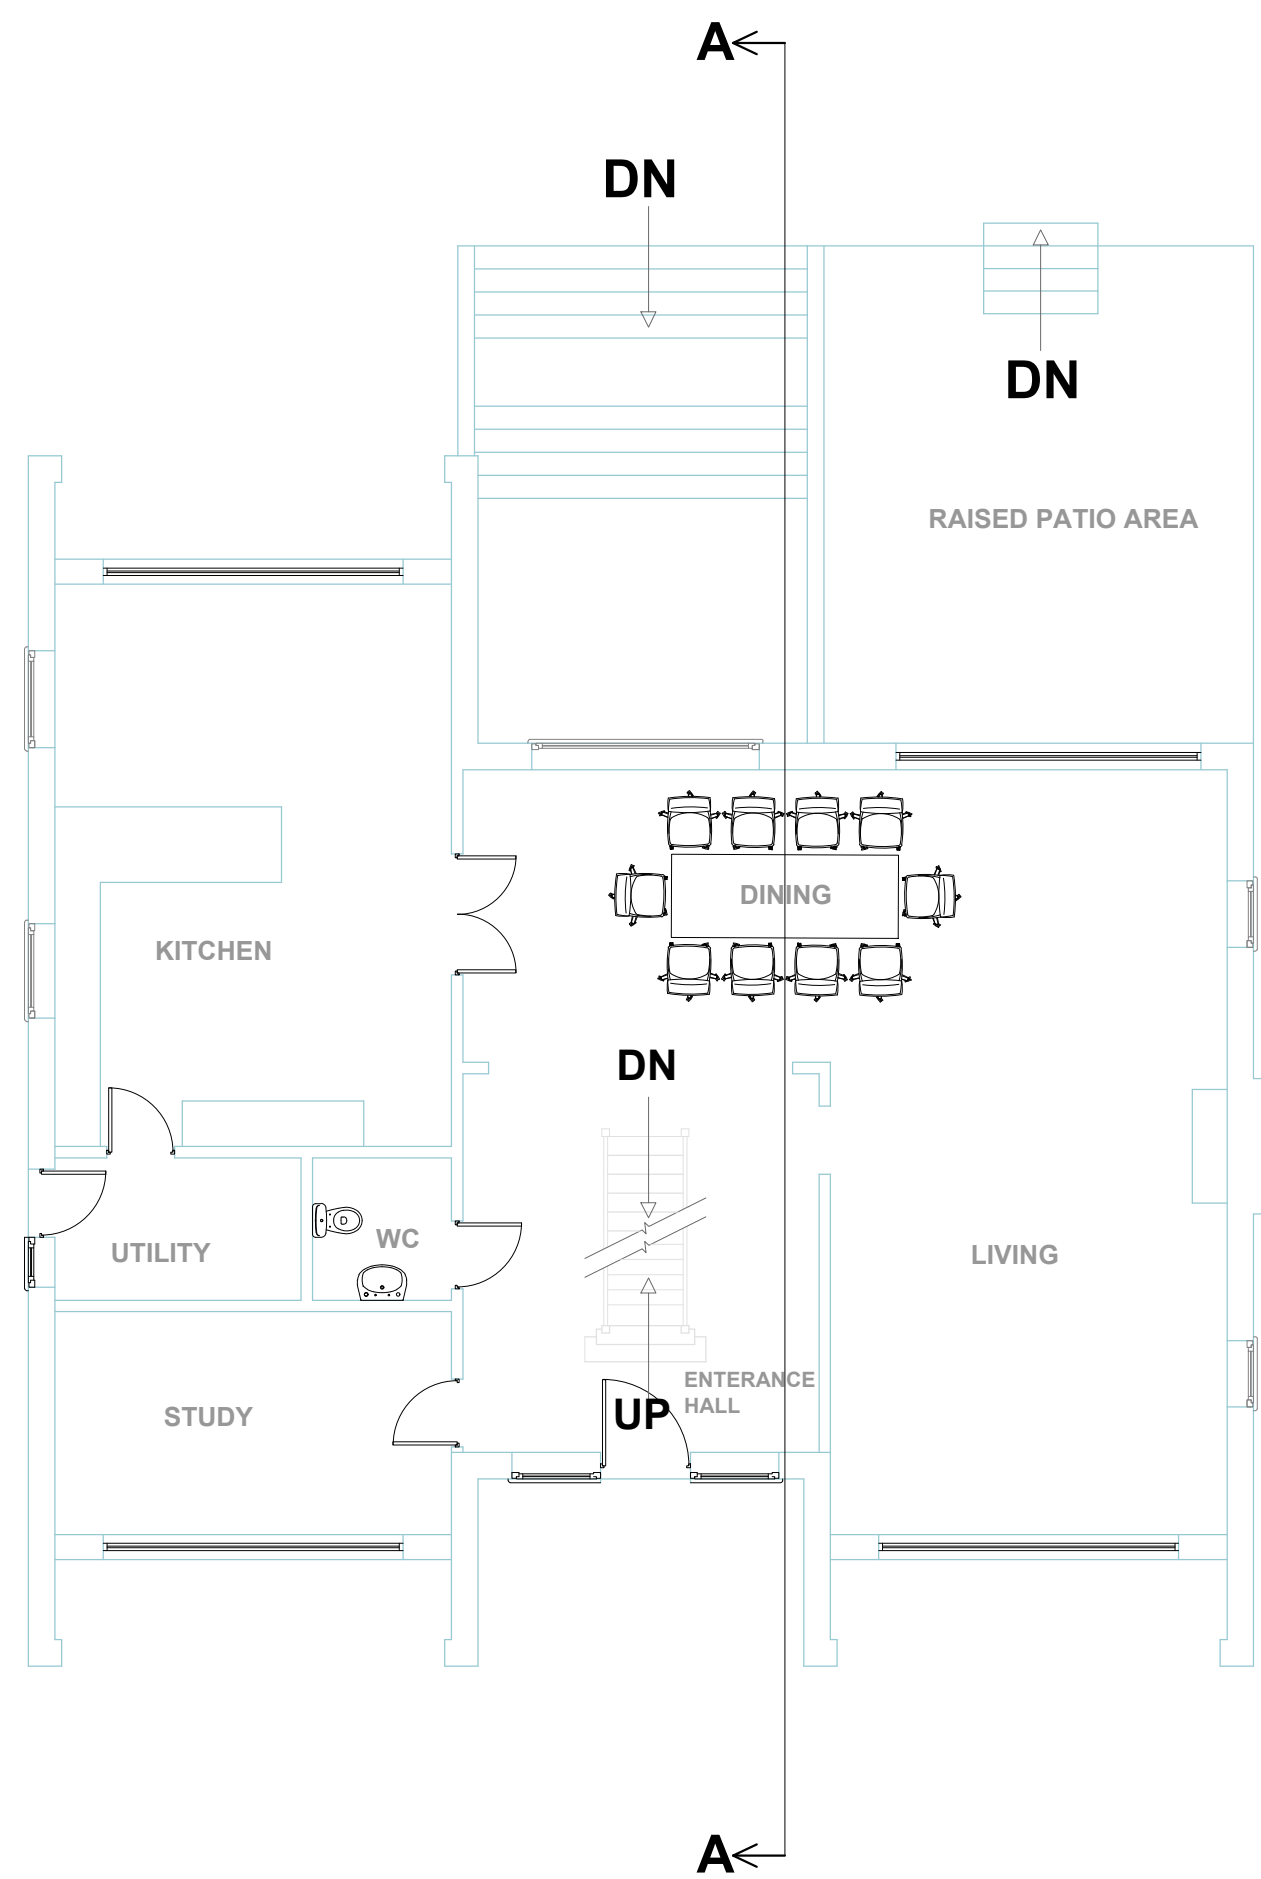 A
DN
DN
RAISED PATIO AREA
DINING
KITCHEN
DN
WC
UTILITY
LIVING
ENTERANCE
HALL
UP
STUDY
A